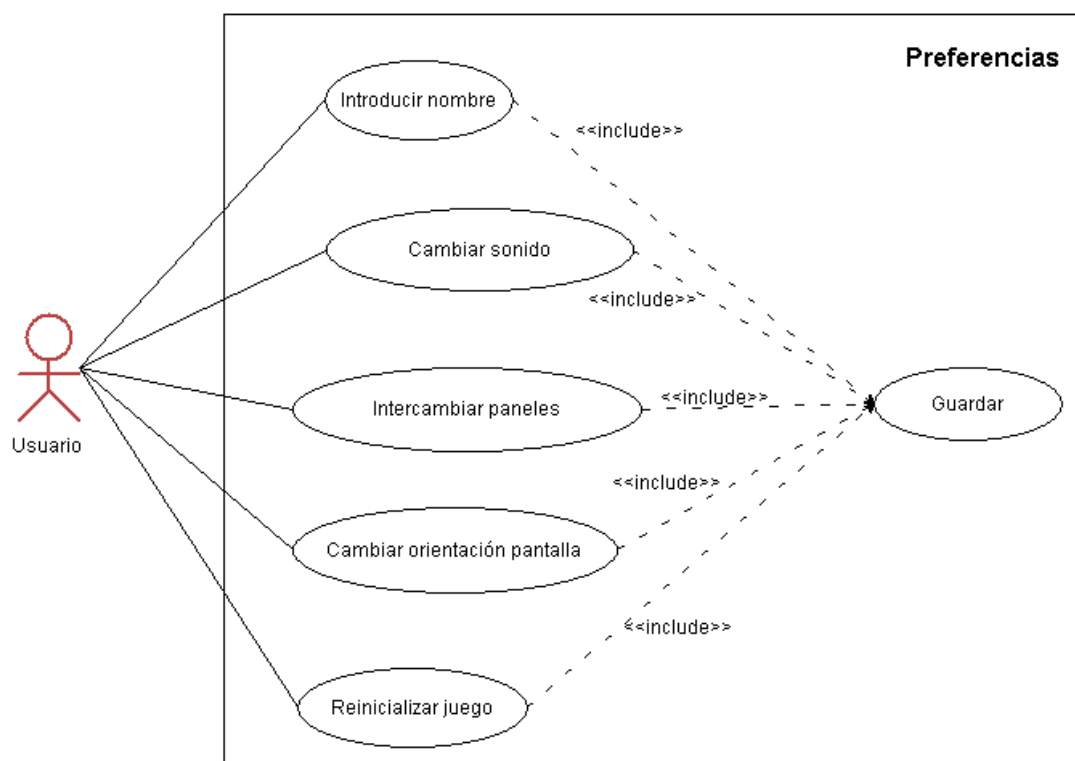 Preferencias
Introducir nombre
<<include>>
Cambiar sonido
<<include>>
Intercambiar paneles
<<include>>
Guardar
Usuario
<<include>>
Cambiar orientación pantalla
<<include>>
Reinicializar juego